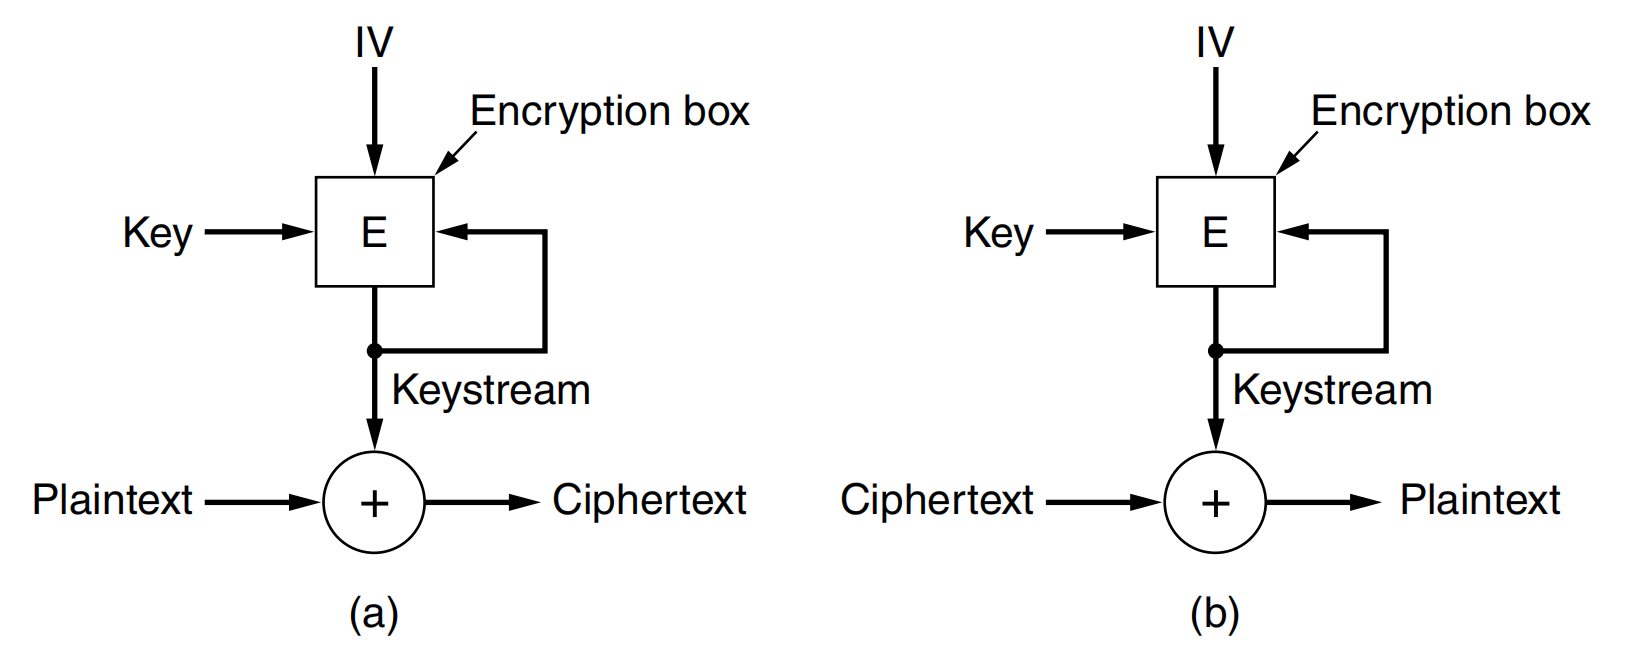 IV
Encryption box
Key
E
Keystream
Plaintext
+
Ciphertext
(a)
IV
Encryption box
Key
E
Keystream
Ciphertext
+
Plaintext
(b)